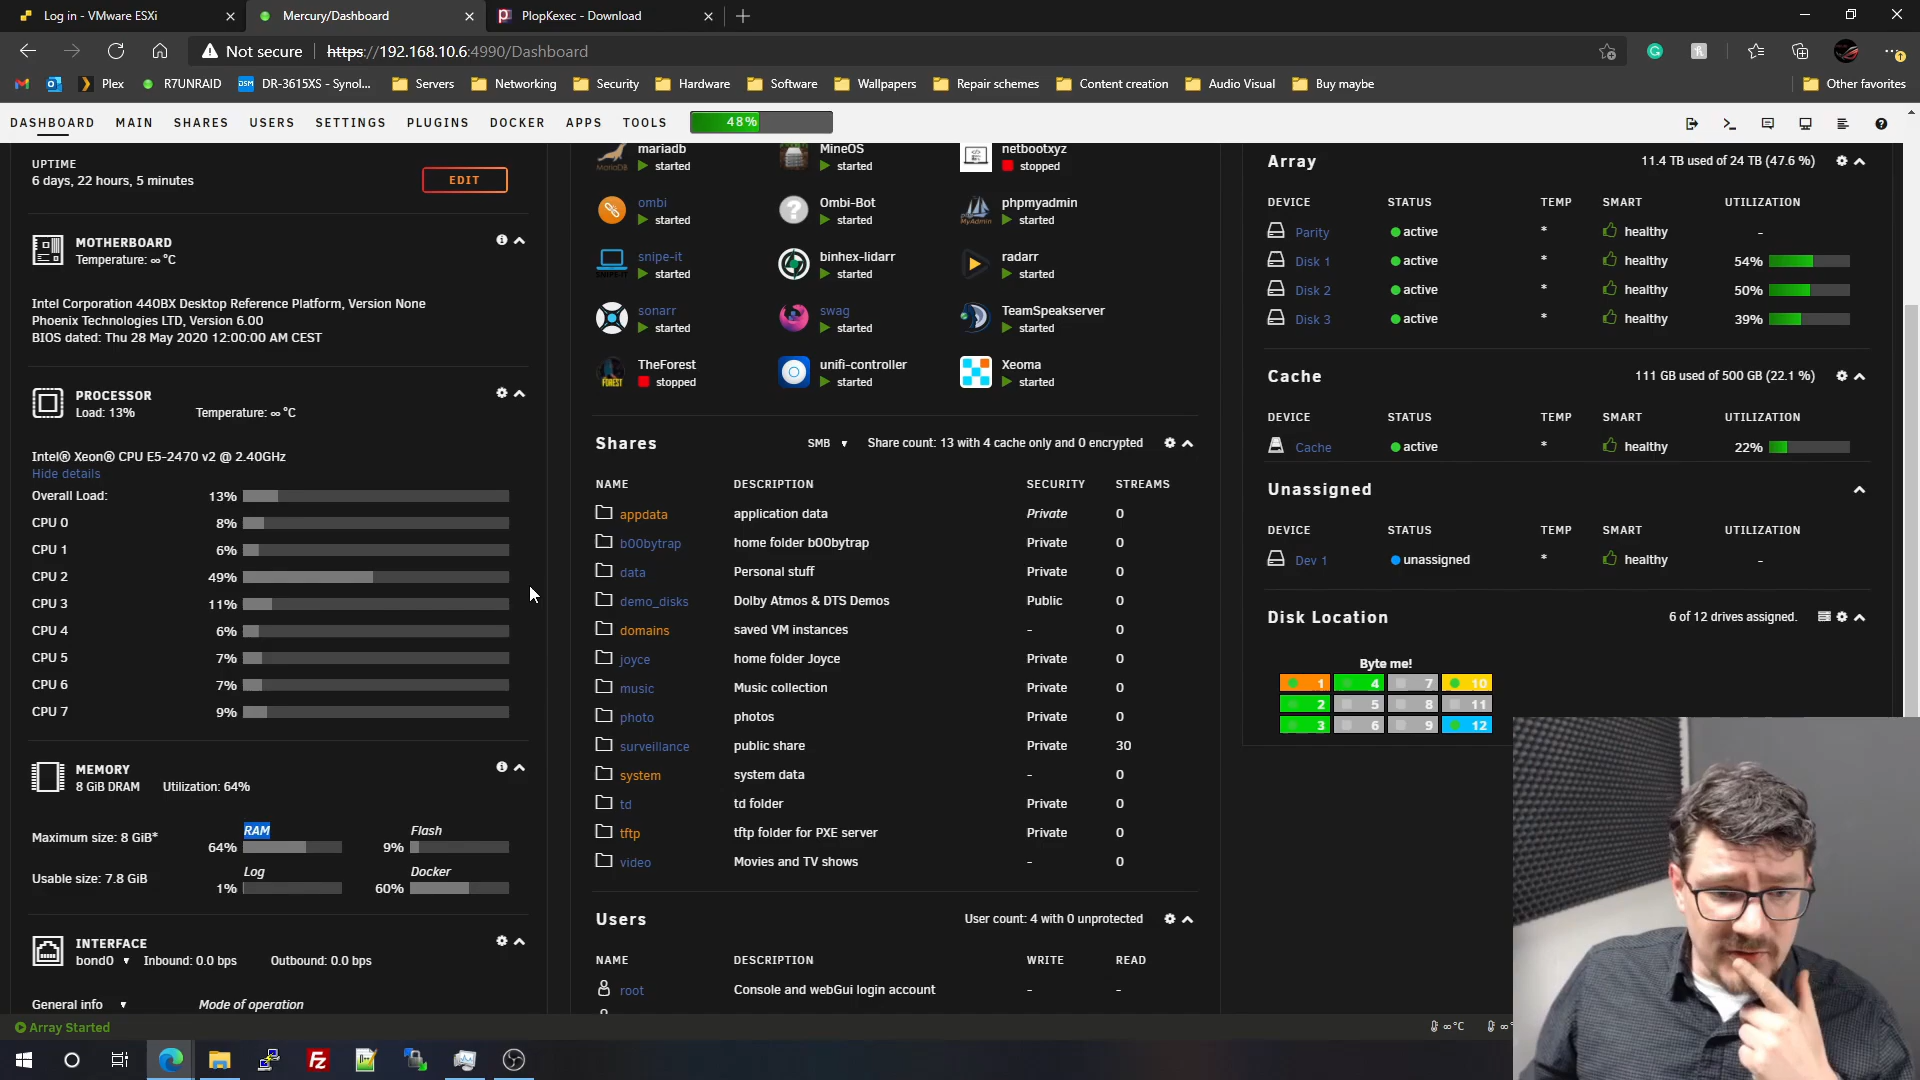 Log in - VMware ESXi
Mercury/Dashboard
PlopKexec - Download
Not secure
https://192.168.10.6:4990/Dashboard
Plex
R7UNRAID
DSM
DR-3615XS - Synol...
Servers
Networking
Security
Hardware
Software
Wallpapers
Repair schemes
Content creation
Audio Visual
Buy maybe
Other favorites
DASHBOARD
MAIN
SHARES
USERS
SETTINGS
PLUGINS
DOCKER
APPS
TOOLS
48%
UPTIME
6 days, 22 hours, 5 minutes
EDIT
MOTHERBOARD
Temperature: ∞ °C
Intel Corporation 440BX Desktop Reference Platform, Version None
Phoenix Technologies LTD, Version 6.00
BIOS dated: Thu 28 May 2020 12:00:00 AM CEST
PROCESSOR
Load: 13% Temperature: ∞ °C
Intel® Xeon® CPU E5-2470 v2 @ 2.40GHz
Hide details
Overall Load: 13%
CPU 0 8%
CPU 1 6%
CPU 2 49%
CPU 3 11%
CPU 4 6%
CPU 5 7%
CPU 6 7%
CPU 7 9%
MEMORY
8 GiB DRAM Utilization: 64%
RAM Flash
Maximum size: 8 GiB* 64% 9%
Log Docker
Usable size: 7.8 GiB 1% 60%
INTERFACE
bond0 Inbound: 0.0 bps Outbound: 0.0 bps
General info Mode of operation
mariadb
started
MineOS
started
netbootxyz
stopped
ombi
started
Ombi-Bot
started
phpmyadmin
started
snipe-it
started
binhex-lidarr
started
radarr
started
sonarr
started
swag
started
TeamSpeakserver
started
TheForest
stopped
unifi-controller
started
Xeoma
started
Shares SMB Share count: 13 with 4 cache only and 0 encrypted
NAME DESCRIPTION SECURITY STREAMS
appdata application data Private 0
b00bytrap home folder b00bytrap Private 0
data Personal stuff Private 0
demo_disks Dolby Atmos & DTS Demos Public 0
domains saved VM instances - 0
joyce home folder Joyce Private 0
music Music collection Private 0
photo photos Private 0
surveillance public share Private 30
system system data - 0
td td folder Private 0
tftp tftp folder for PXE server Private 0
video Movies and TV shows - 0
Users User count: 4 with 0 unprotected
NAME DESCRIPTION WRITE READ
root Console and webGui login account - -
Array 11.4 TB used of 24 TB (47.6 %)
DEVICE STATUS TEMP SMART UTILIZATION
Parity active * healthy -
Disk 1 active * healthy 54%
Disk 2 active * healthy 50%
Disk 3 active * healthy 39%
Cache 111 GB used of 500 GB (22.1 %)
DEVICE STATUS TEMP SMART UTILIZATION
Cache active * healthy 22%
Unassigned
DEVICE STATUS TEMP SMART UTILIZATION
Dev 1 unassigned * healthy -
Disk Location 6 of 12 drives assigned.
Byte me!
1 4 7 10
2 5 8 11
3 6 9 12
Array Started
∞ °C